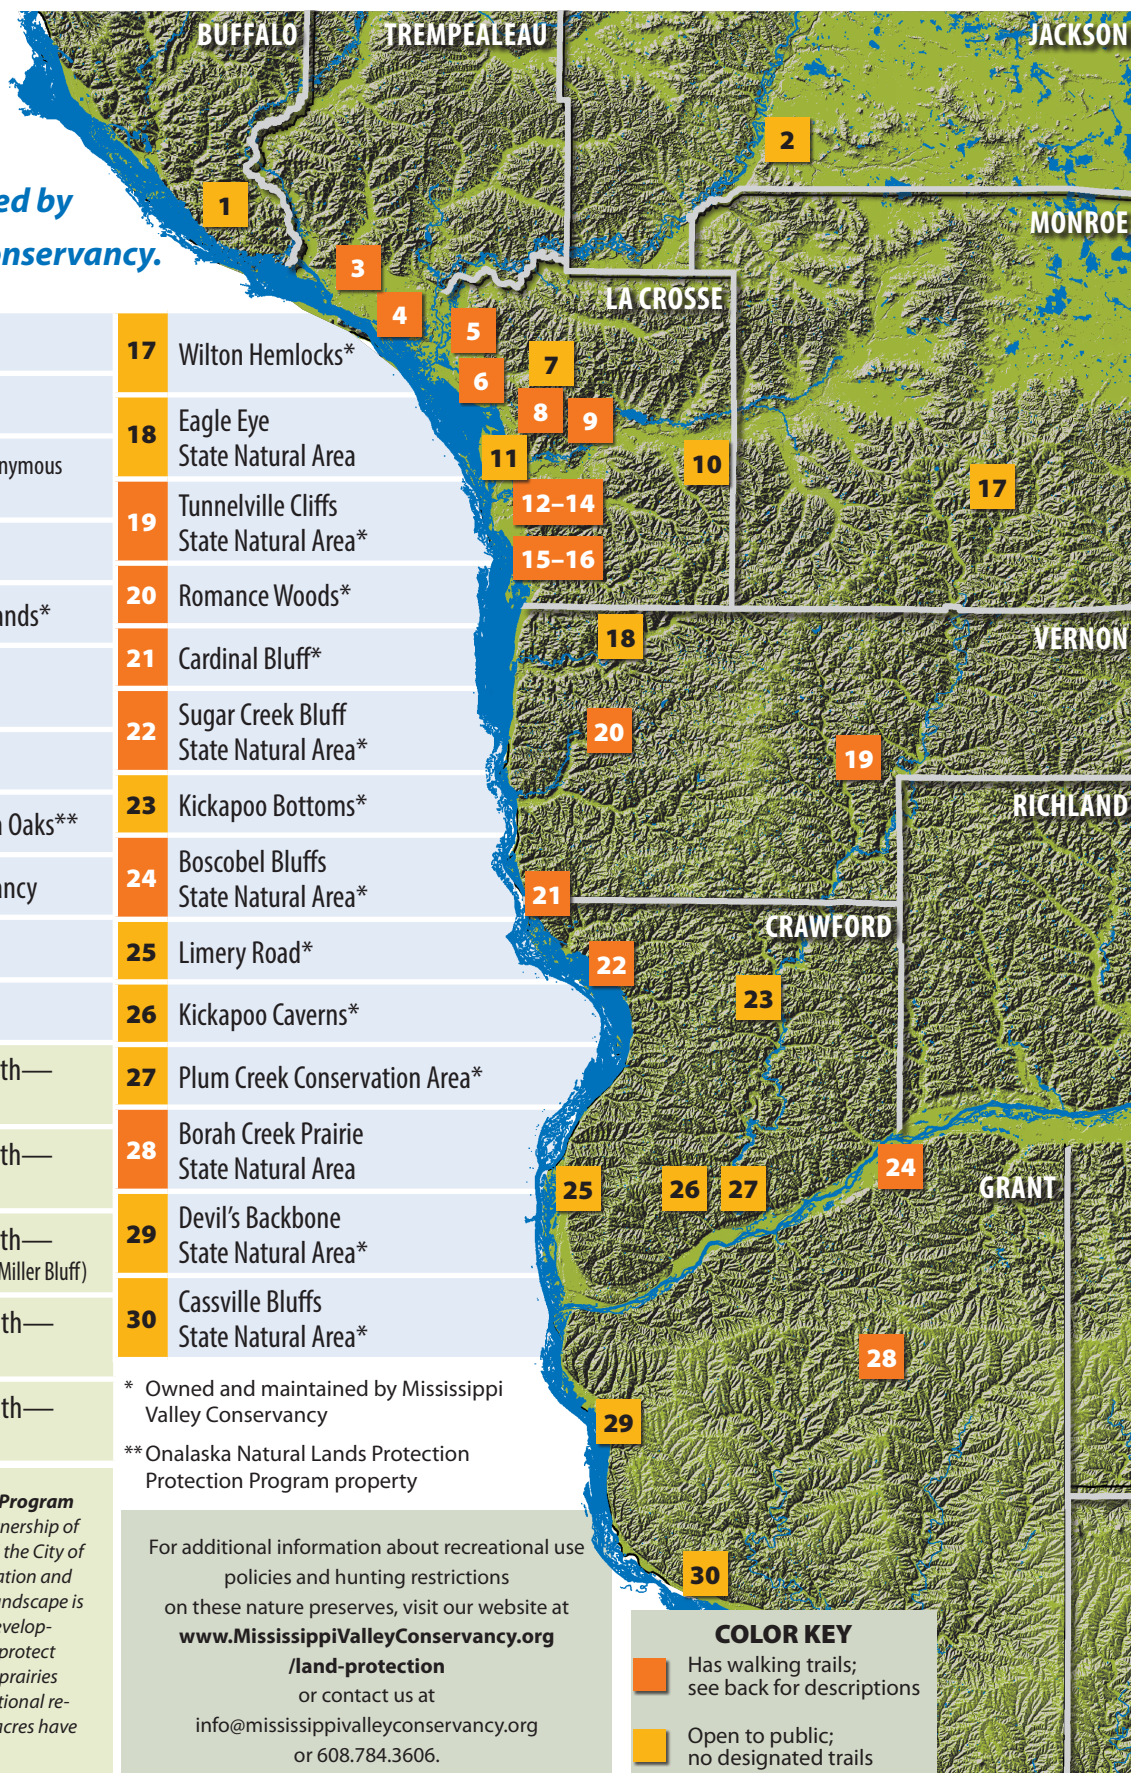 BUFFALO
TREMPEALEAU
JACKSON
2
ed by
1
MONROE
onservancy.
3
LA CROSSE
4
5
7
6
8
9
11
10
17
12–14
15–16
18
VERNON
20
19
RICHLAND
21
CRAWFORD
22
23
24
25
26
27
GRANT
28
29
30
nymous
nds*
Oaks**
ancy
th—
th—
th—
Miller Bluff)
th—
th—
17 Wilton Hemlocks*
18 Eagle Eye
State Natural Area
19 Tunnelville Cliffs
State Natural Area*
20 Romance Woods*
21 Cardinal Bluff*
22 Sugar Creek Bluff
State Natural Area*
23 Kickapoo Bottoms*
24 Boscobel Bluffs
State Natural Area*
25 Limery Road*
26 Kickapoo Caverns*
27 Plum Creek Conservation Area*
28 Borah Creek Prairie
State Natural Area
29 Devil's Backbone
State Natural Area*
30 Cassville Bluffs
State Natural Area*
* Owned and maintained by Mississippi
Valley Conservancy
** Onalaska Natural Lands Protection
Protection Program property
Program
nership of
the City of
ation and
andscape is
evelop-
protect
prairies
tional re-
acres have
For additional information about recreational use
policies and hunting restrictions
on these nature preserves, visit our website at
www.MississippiValleyConservancy.org
/land-protection
or contact us at
info@mississippivalleyconservancy.org
or 608.784.3606.
COLOR KEY
Has walking trails;
see back for descriptions
Open to public;
no designated trails